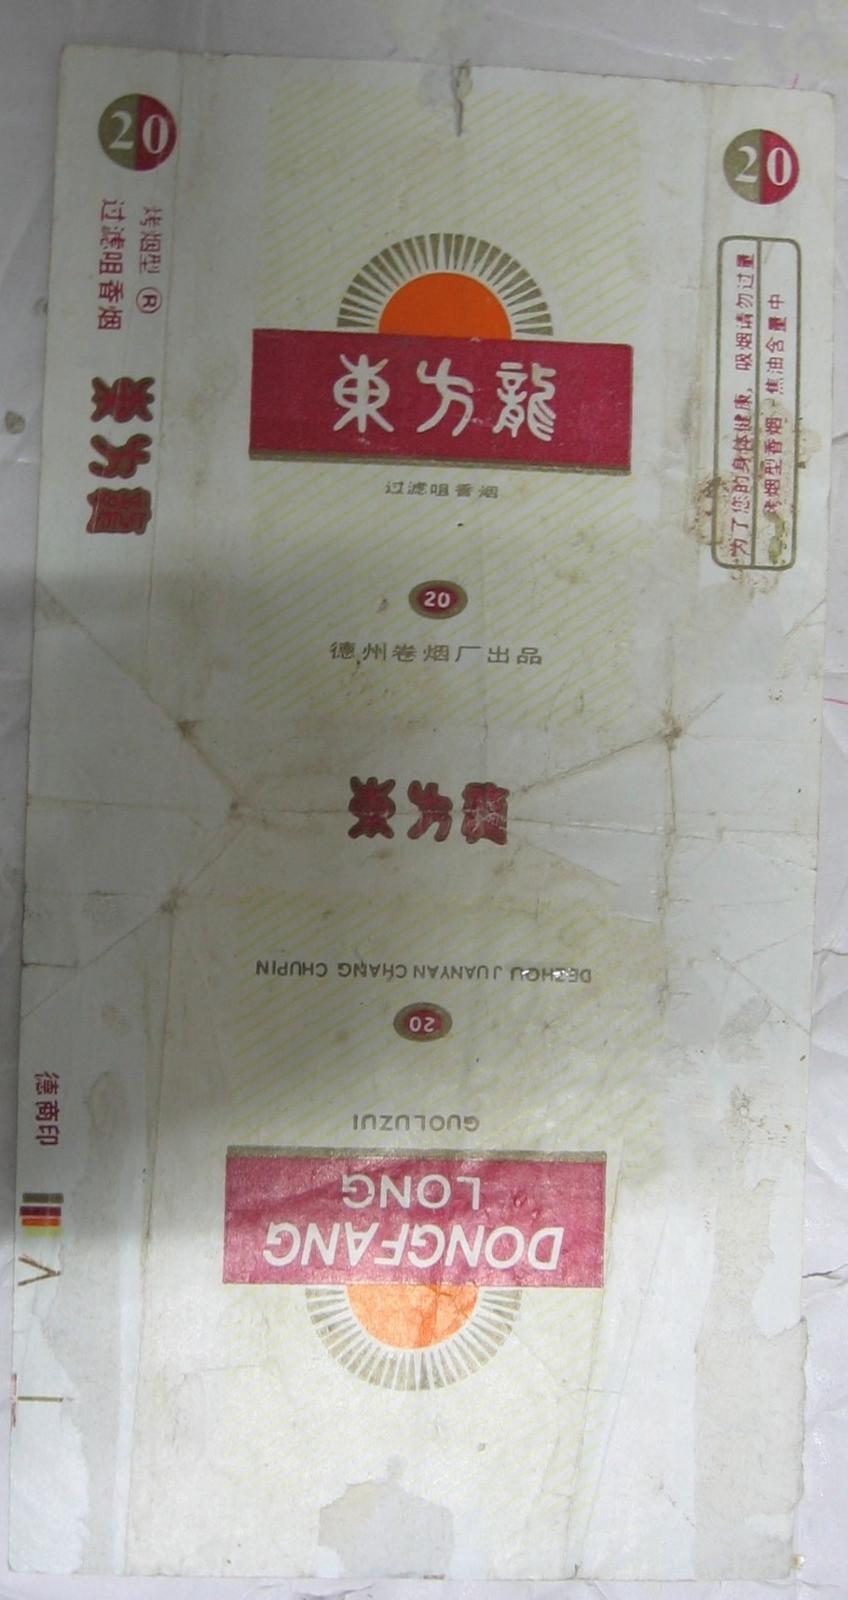 20
烤烟型 ®
过滤咀香烟
東方龍
東方龍
过滤咀香烟
20
德州卷烟厂出品
20
为了您的身体健康，吸烟请勿过量
烤烟型香烟 焦油含量中
東方龍
DEZHOU JUANYAN CHANG CHUPIN
20
GUOLUZUI
DONGFANG
LONG
德商印